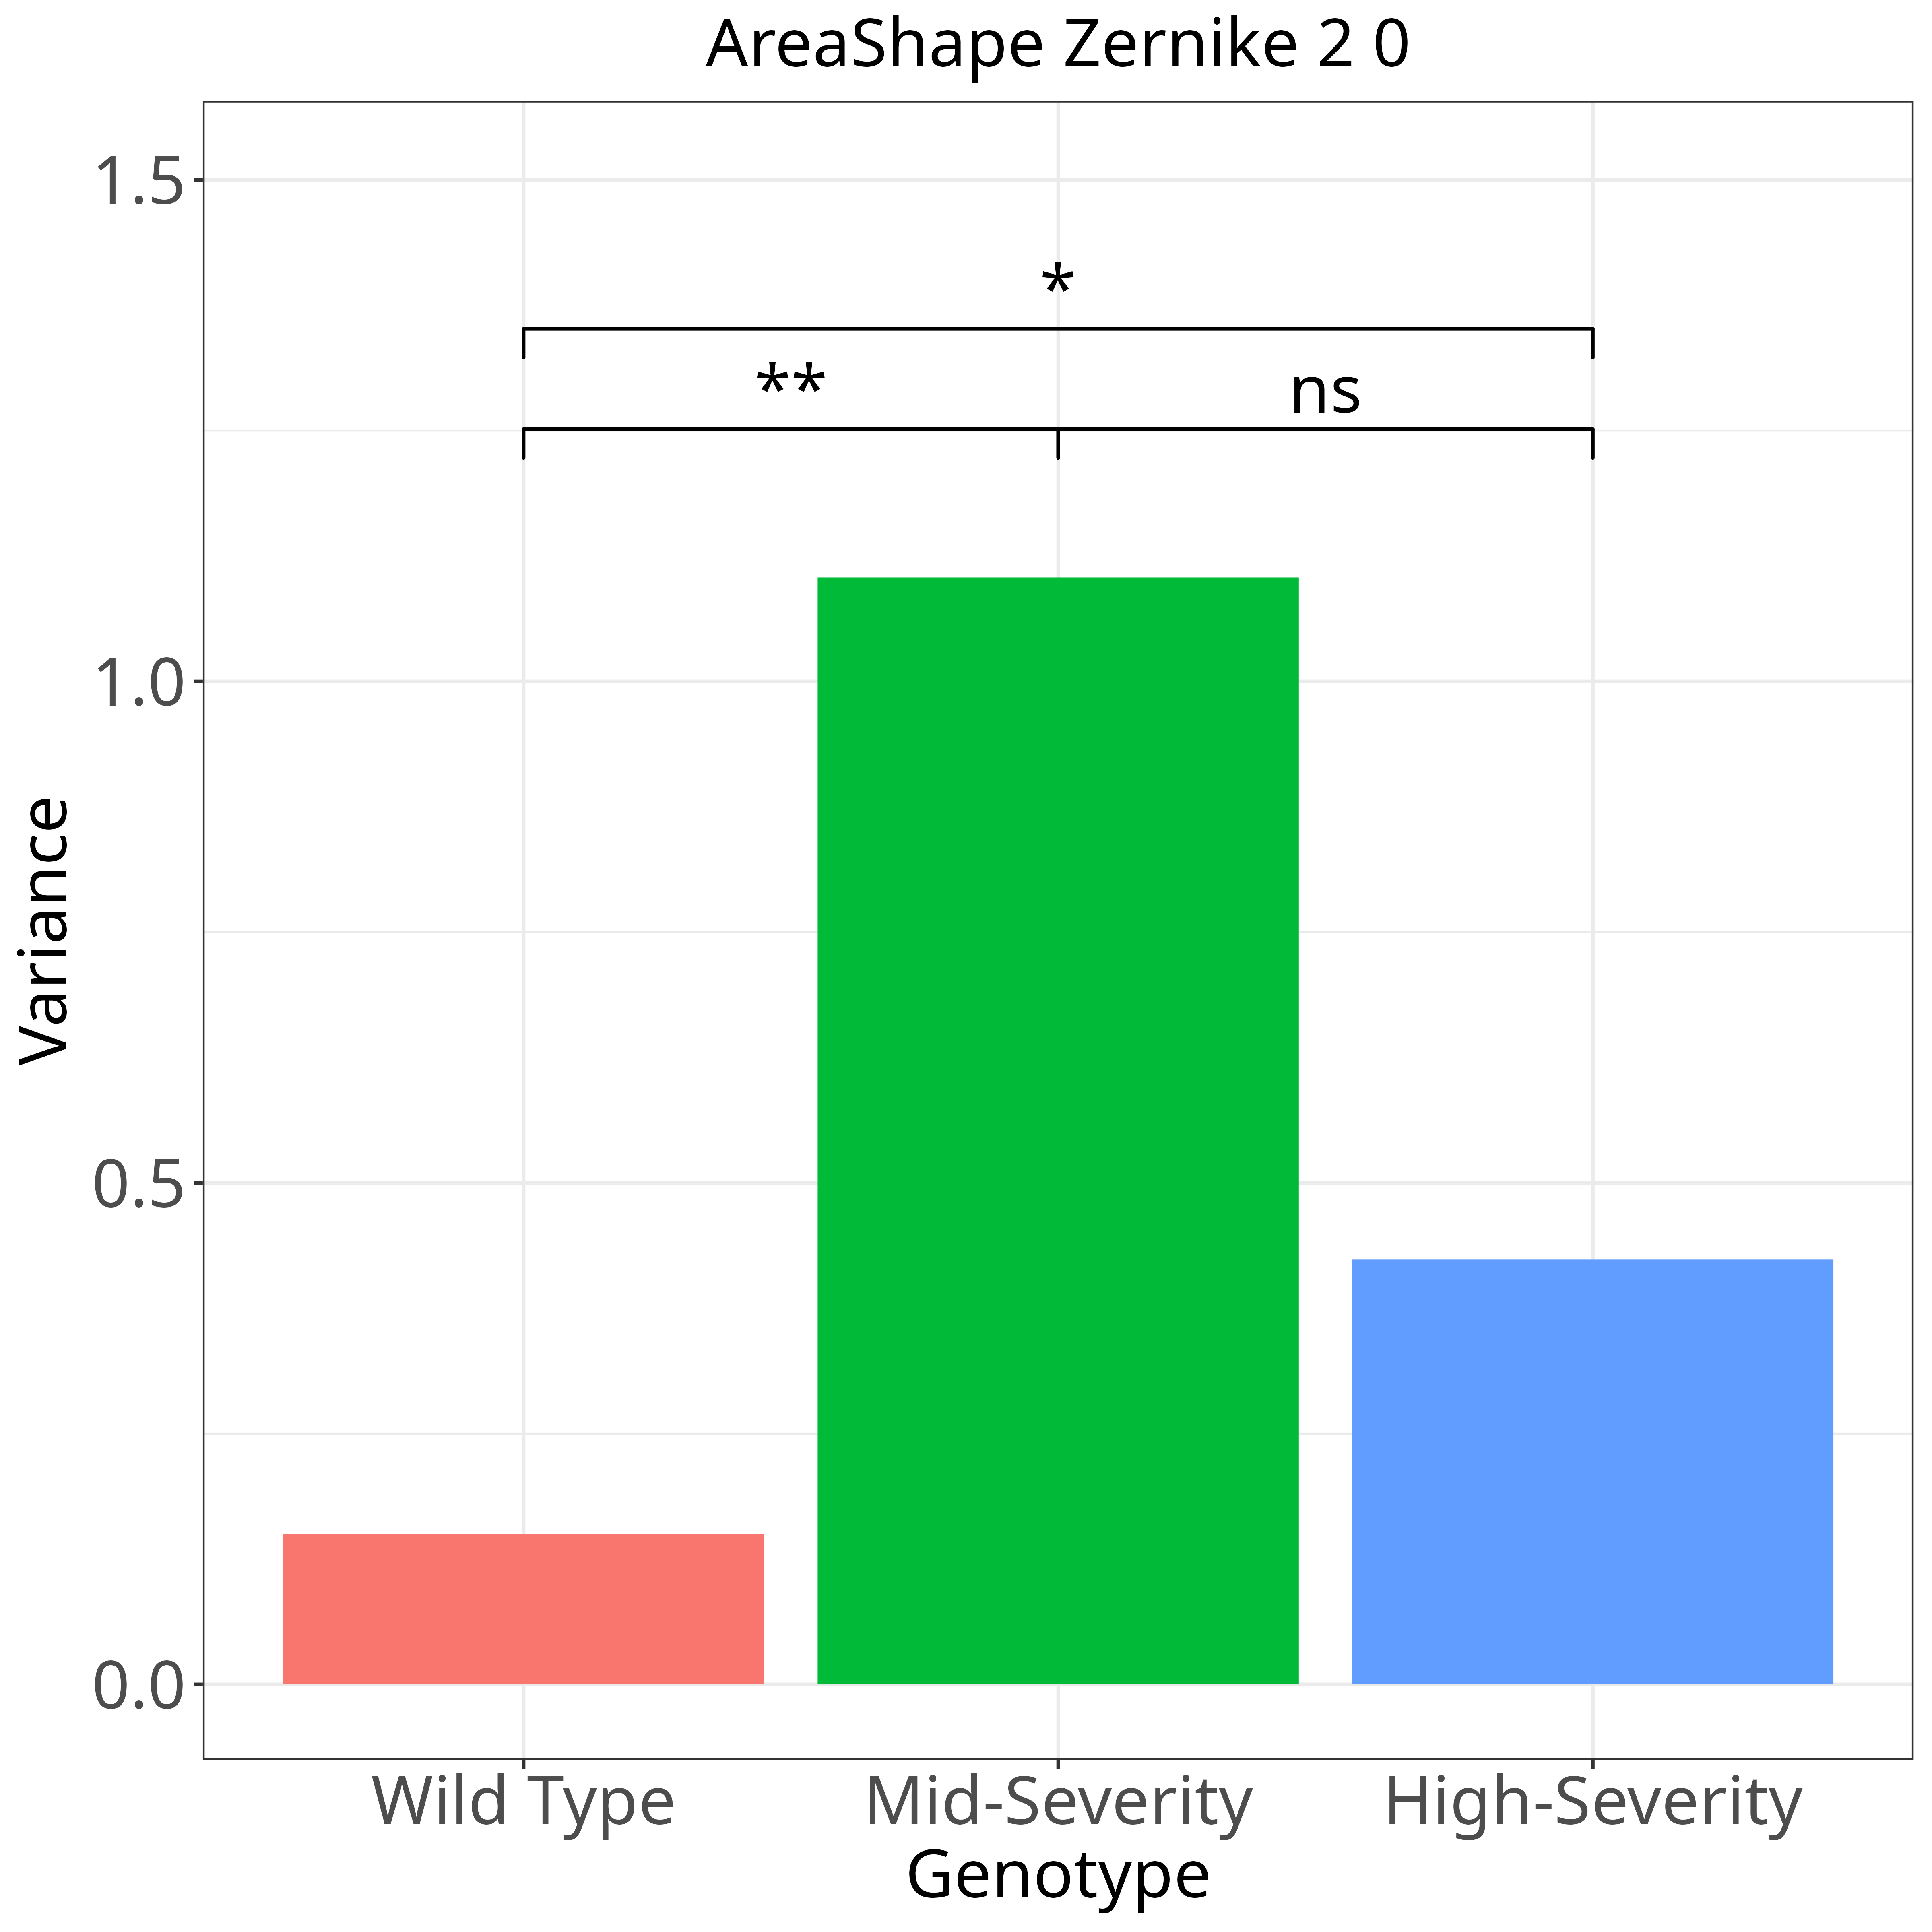 AreaShape Zernike 2 0
1.5
*
** ns
1.0
Variance
0.5
0.0
Wild Type Mid-Severity High-Severity
Genotype